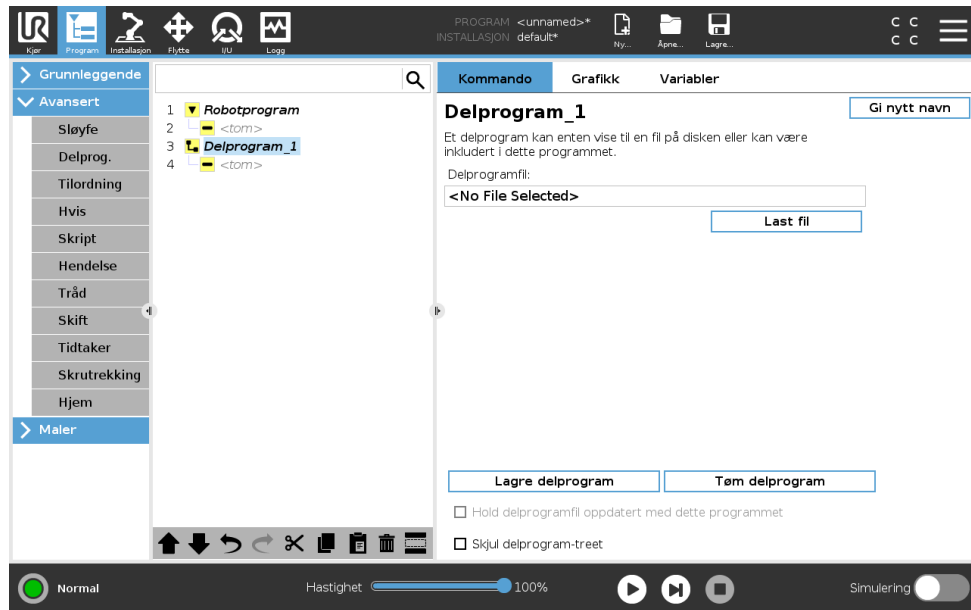 UR
Kjør
Program
Installasjon
Flytte
I/U
Logg
PROGRAM <unnamed>*
INSTALLASJON default*
Ny...
Åpne...
Lagre...
C C
C C
Grunnleggende
Avansert
Sløyfe
Delprog.
Tilordning
Hvis
Skript
Hendelse
Tråd
Skift
Tidtaker
Skrutrekking
Hjem
Maler
1 Robotprogram
2 <tom>
3 Delprogram_1
4 <tom>
Kommando Grafikk Variabler
Delprogram_1
Gi nytt navn
Et delprogram kan enten vise til en fil på disken eller kan være
inkludert i dette programmet.
Delprogramfil:
<No File Selected>
Last fil
Lagre delprogram
Tøm delprogram
Hold delprogramfil oppdatert med dette programmet
Skjul delprogram-treet
Normal
Hastighet 100%
Simulering